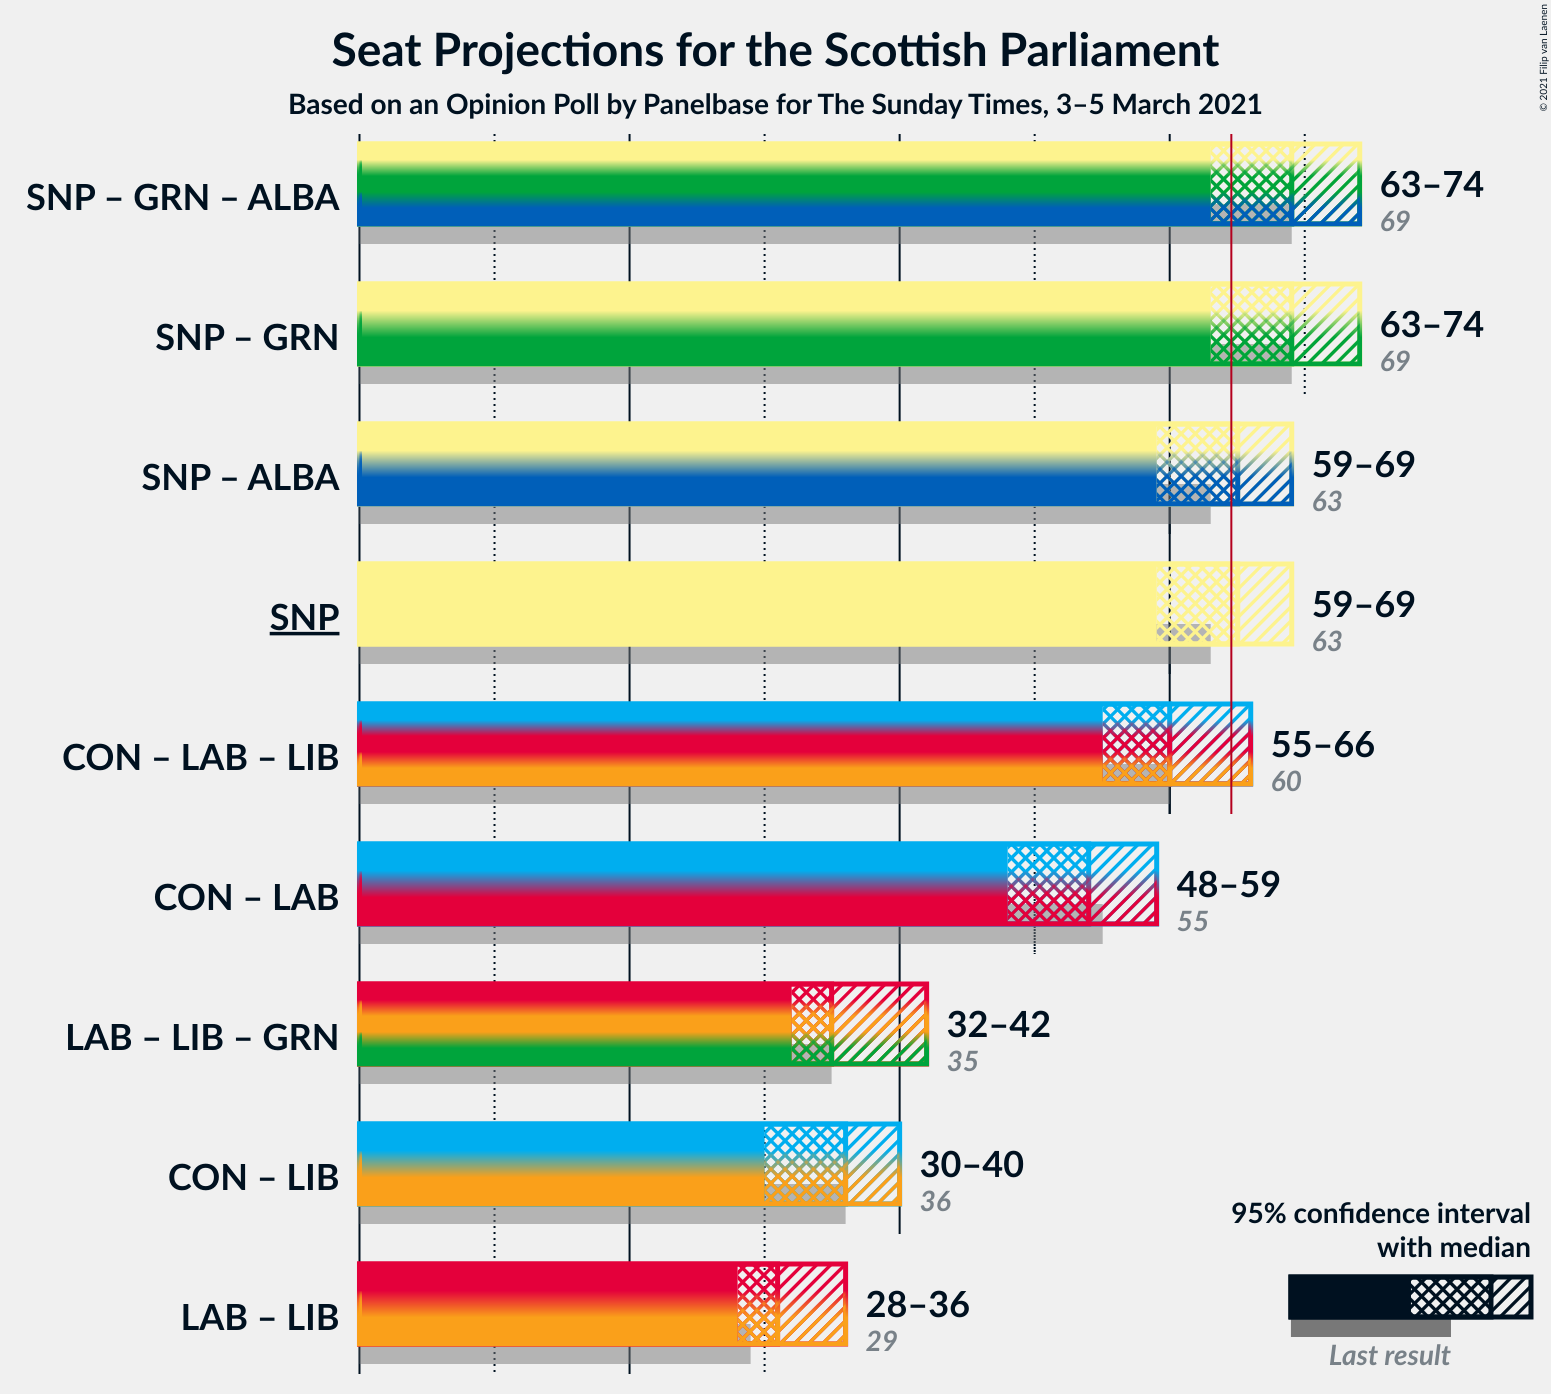 Seat Projections for the Scottish Parliament
Based on an Opinion Poll by Panelbase for The Sunday Times, 3–5 March 2021
© 2021 Filip van Laenen
SNP – GRN – ALBA
63–74
69
SNP – GRN
63–74
69
SNP – ALBA
59–69
63
SNP
59–69
63
CON – LAB – LIB
55–66
60
CON – LAB
48–59
55
LAB – LIB – GRN
32–42
35
CON – LIB
30–40
36
LAB – LIB
28–36
29
95% confidence interval
with median
Last result